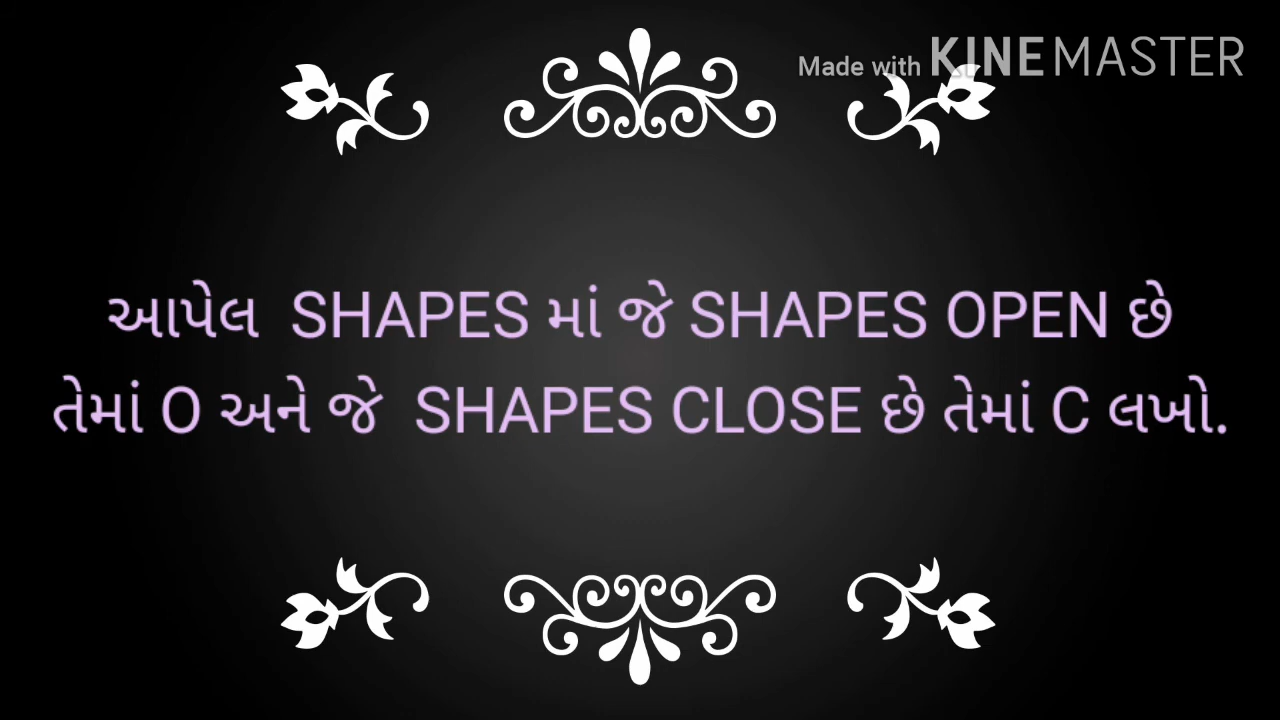 Made with KINEMASTER
આપેલ SHAPES માં જે SHAPES OPEN છે
તેમાં O અને જે SHAPES CLOSE છે તેમાં C લખો.